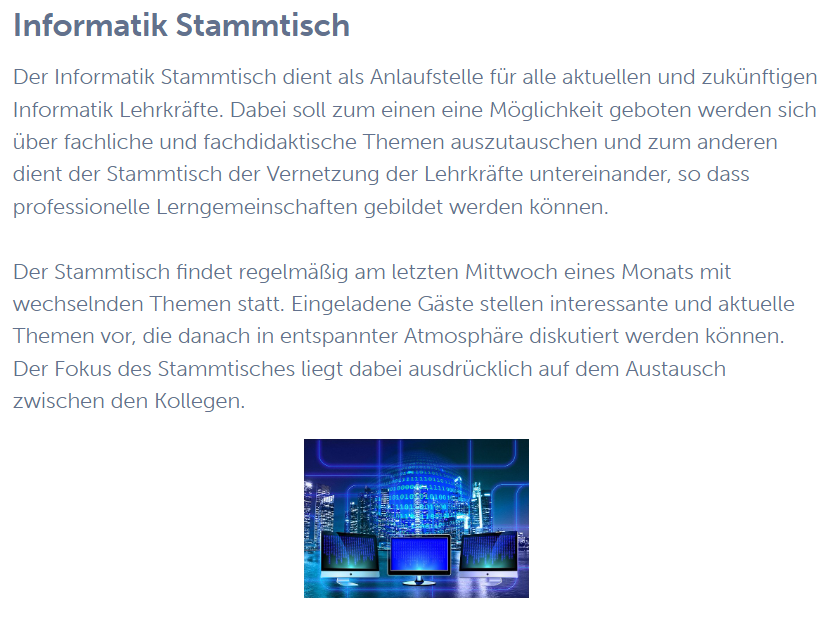 Informatik Stammtisch
Der Informatik Stammtisch dient als Anlaufstelle für alle aktuellen und zukünftigen
Informatik Lehrkräfte. Dabei soll zum einen eine Möglichkeit geboten werden sich
über fachliche und fachdidaktische Themen auszutauschen und zum anderen
dient der Stammtisch der Vernetzung der Lehrkräfte untereinander, so dass
professionelle Lerngemeinschaften gebildet werden können.
Der Stammtisch findet regelmäßig am letzten Mittwoch eines Monats mit
wechselnden Themen statt. Eingeladene Gäste stellen interessante und aktuelle
Themen vor, die danach in entspannter Atmosphäre diskutiert werden können.
Der Fokus des Stammtisches liegt dabei ausdrücklich auf dem Austausch
zwischen den Kollegen.